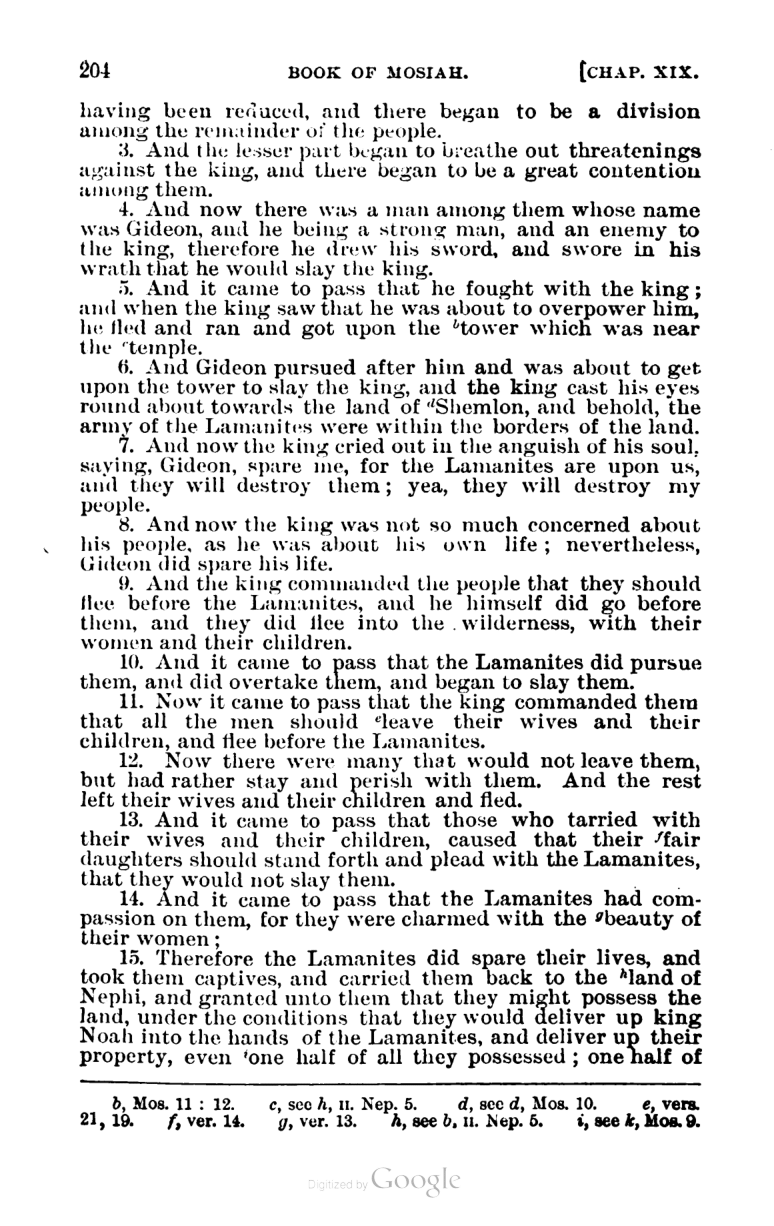 204 BOOK OF MOSIAH. [CHAP. XIX.
having been reduced, and there began to be a division
among the remainder of the people.
3. And the lesser part began to breathe out threatenings
against the king, and there began to be a great contention
among them.
4. And now there was a man among them whose name
was Gideon, and he being a strong man, and an enemy to
the king, therefore he drew his sword, and swore in his
wrath that he would slay the king.
5. And it came to pass that he fought with the king;
and when the king saw that he was about to overpower him,
he fled and ran and got upon the ᵇtower which was near
the ᶜtemple.
6. And Gideon pursued after him and was about to get
upon the tower to slay the king, and the king cast his eyes
round about towards the land of ᵈShemlon, and behold, the
army of the Lamanites were within the borders of the land.
7. And now the king cried out in the anguish of his soul,
saying, Gideon, spare me, for the Lamanites are upon us,
and they will destroy them; yea, they will destroy my
people.
8. And now the king was not so much concerned about
his people, as he was about his own life; nevertheless,
Gideon did spare his life.
9. And the king commanded the people that they should
flee before the Lamanites, and he himself did go before
them, and they did flee into the wilderness, with their
women and their children.
10. And it came to pass that the Lamanites did pursue
them, and did overtake them, and began to slay them.
11. Now it came to pass that the king commanded them
that all the men should ᵉleave their wives and their
children, and flee before the Lamanites.
12. Now there were many that would not leave them,
but had rather stay and perish with them. And the rest
left their wives and their children and fled.
13. And it came to pass that those who tarried with
their wives and their children, caused that their ᶠfair
daughters should stand forth and plead with the Lamanites,
that they would not slay them.
14. And it came to pass that the Lamanites had com-
passion on them, for they were charmed with the ᵍbeauty of
their women;
15. Therefore the Lamanites did spare their lives, and
took them captives, and carried them back to the ʰland of
Nephi, and granted unto them that they might possess the
land, under the conditions that they would deliver up king
Noah into the hands of the Lamanites, and deliver up their
property, even ⁱone half of all they possessed; one half of
b, Mos. 11 : 12. c, see h, II. Nep. 5. d, see d, Mos. 10. e, vers.
21, 19. f, ver. 14. g, ver. 13. h, see b, II. Nep. 5. i, see k, Mos. 9.
Digitized by Google